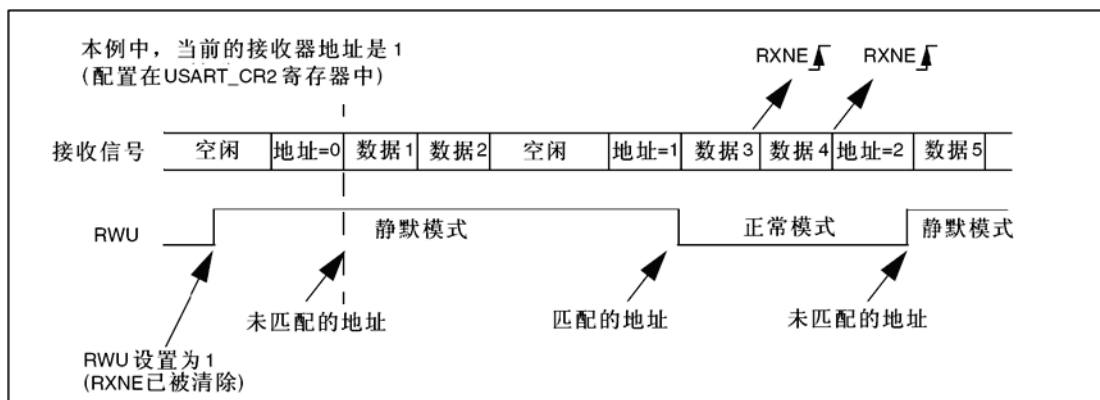 本例中，当前的接收器地址是1
(配置在USART_CR2寄存器中)
RXNE
RXNE
接收信号
空闲
地址=0
数据1
数据2
空闲
地址=1
数据3
数据4
地址=2
数据5
RWU
静默模式
正常模式
静默模式
未匹配的地址
匹配的地址
未匹配的地址
RWU设置为1
(RXNE已被清除)